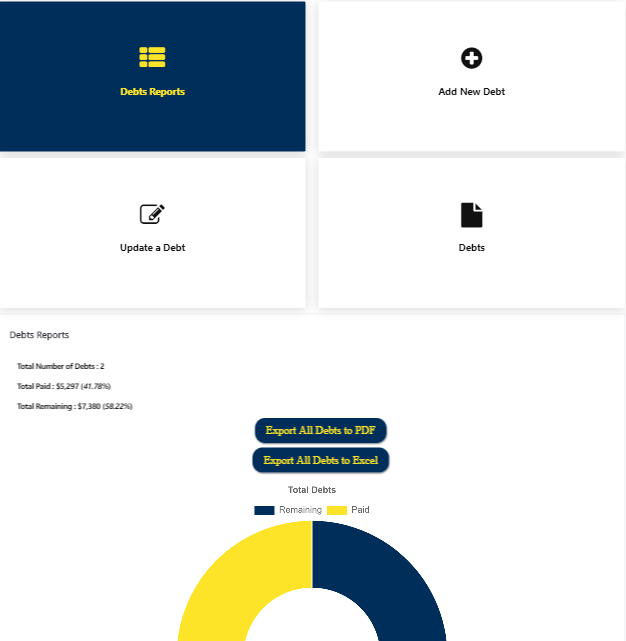 Debts Reports
Add New Debt
Update a Debt
Debts
Debts Reports
Total Number of Debts : 2
Total Paid : $5,297 (41.78%)
Total Remaining : $7,380 (58.22%)
Export All Debts to PDF
Export All Debts to Excel
Total Debts
Remaining Paid